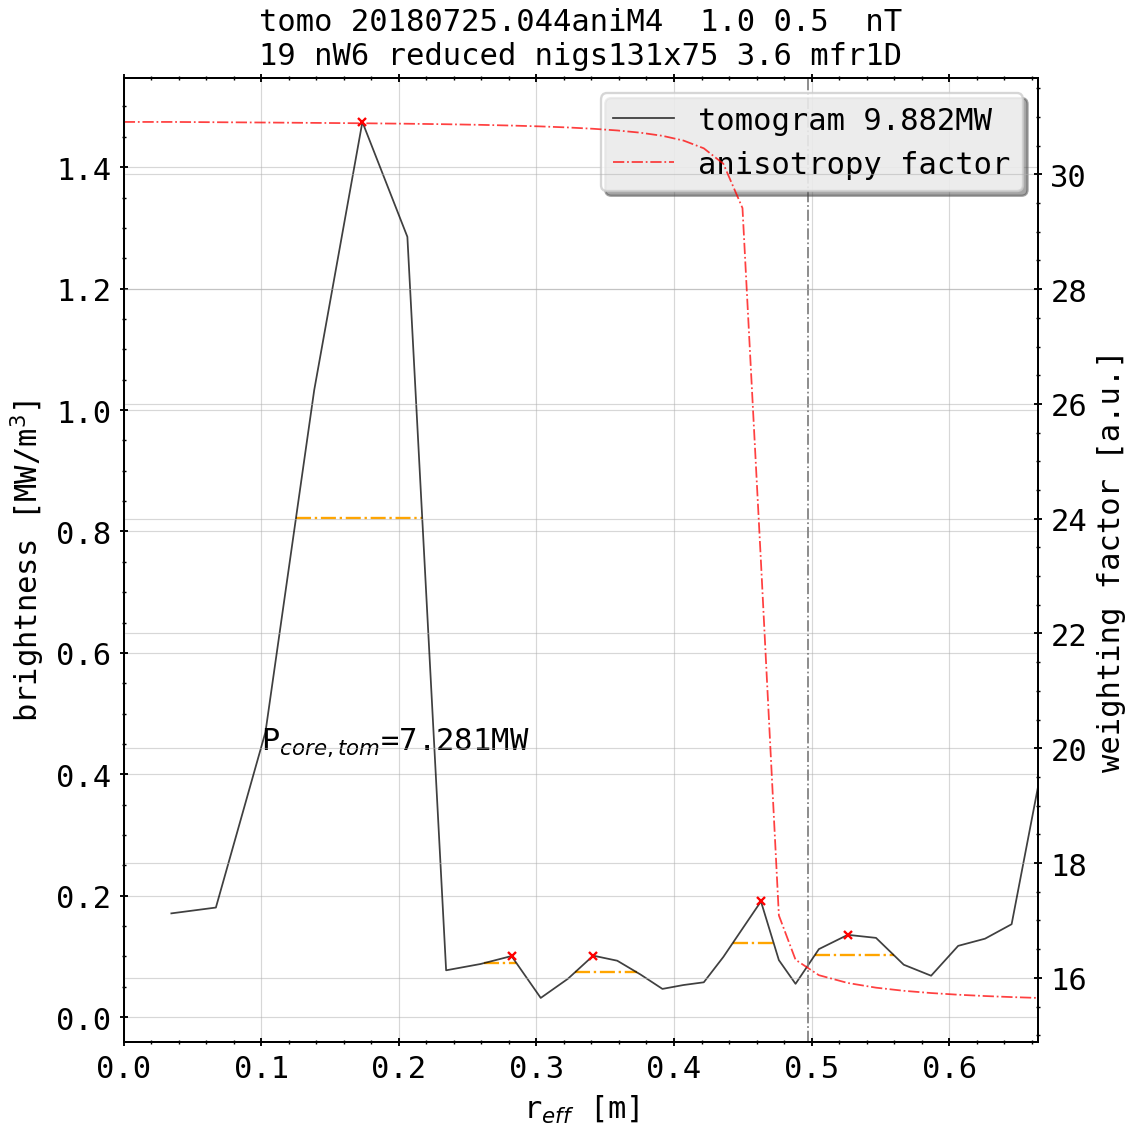 tomo 20180725.044aniM4  1.0 0.5  nT
19 nW6 reduced nigs131x75 3.6 mfr1D
tomogram 9.882MW
anisotropy factor
brightness [MW/m³]
1.4
1.2
1.0
0.8
0.6
0.4
0.2
0.0
P_core,tom=7.281MW
30
28
26
24
22
20
18
16
weighting factor [a.u.]
0.0 0.1 0.2 0.3 0.4 0.5 0.6
r_eff [m]